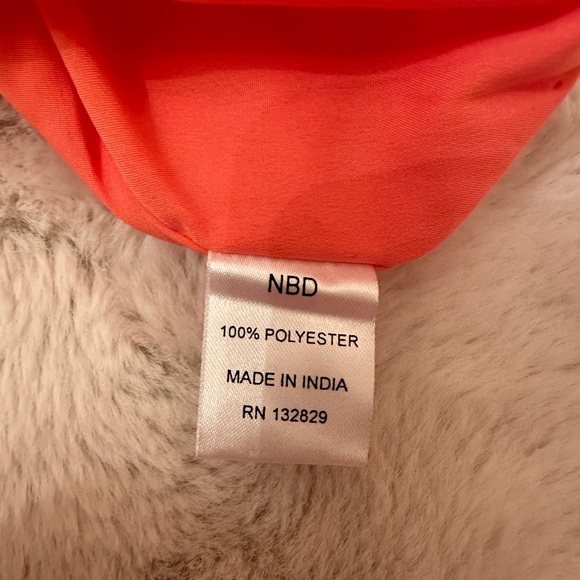 NBD
100% POLYESTER
MADE IN INDIA
RN 132829